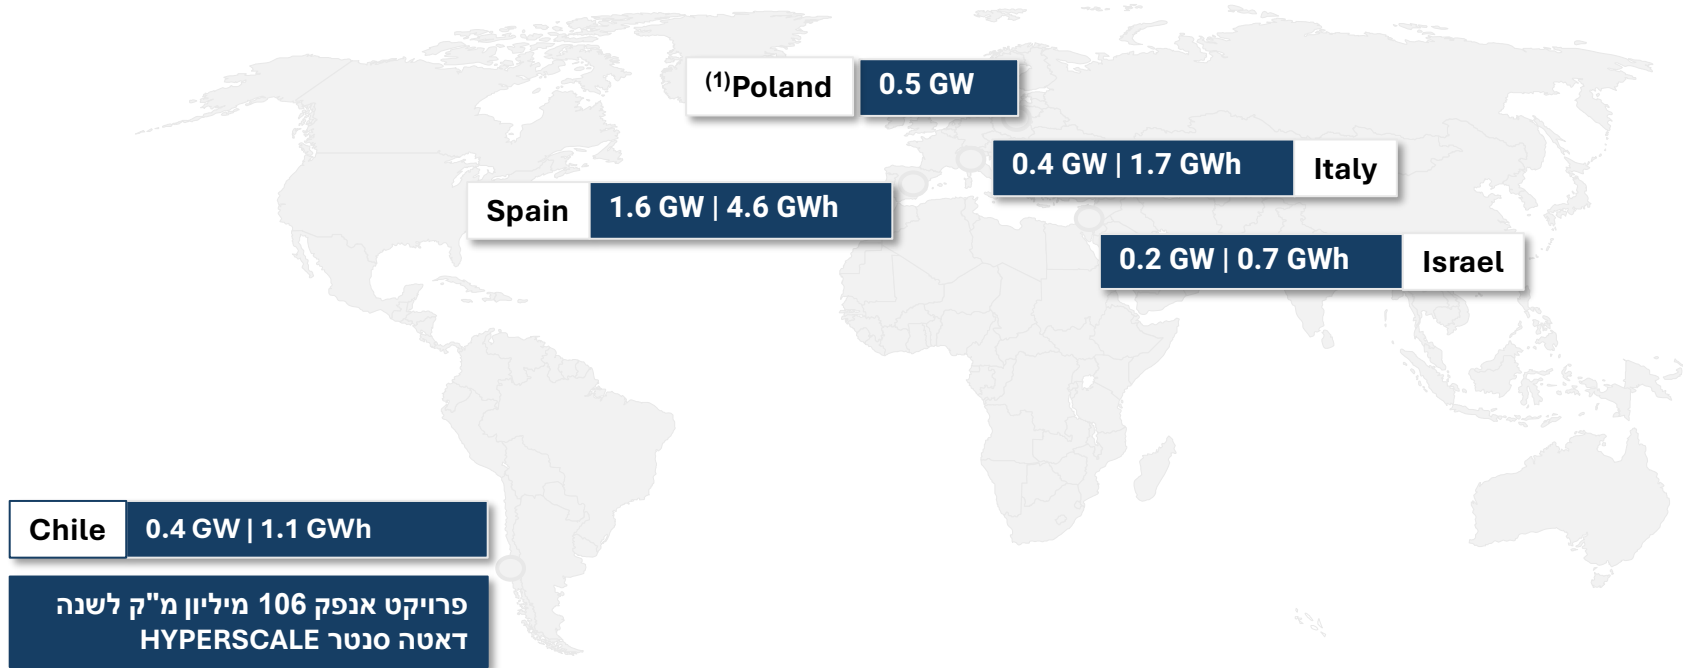 (1)Poland 0.5 GW
0.4 GW | 1.7 GWh Italy
Spain 1.6 GW | 4.6 GWh
0.2 GW | 0.7 GWh Israel
Chile 0.4 GW | 1.1 GWh
פרויקט אנפק 106 מיליון מ"ק לשנה
דאטה סנטר HYPERSCALE